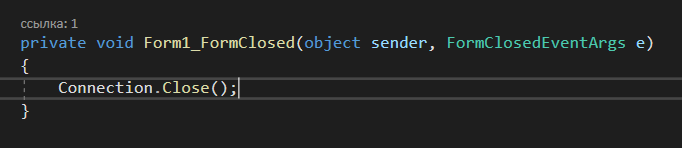 ссылка: 1
private void Form1_FormClosed(object sender, FormClosedEventArgs e)
{
Connection.Close();
}